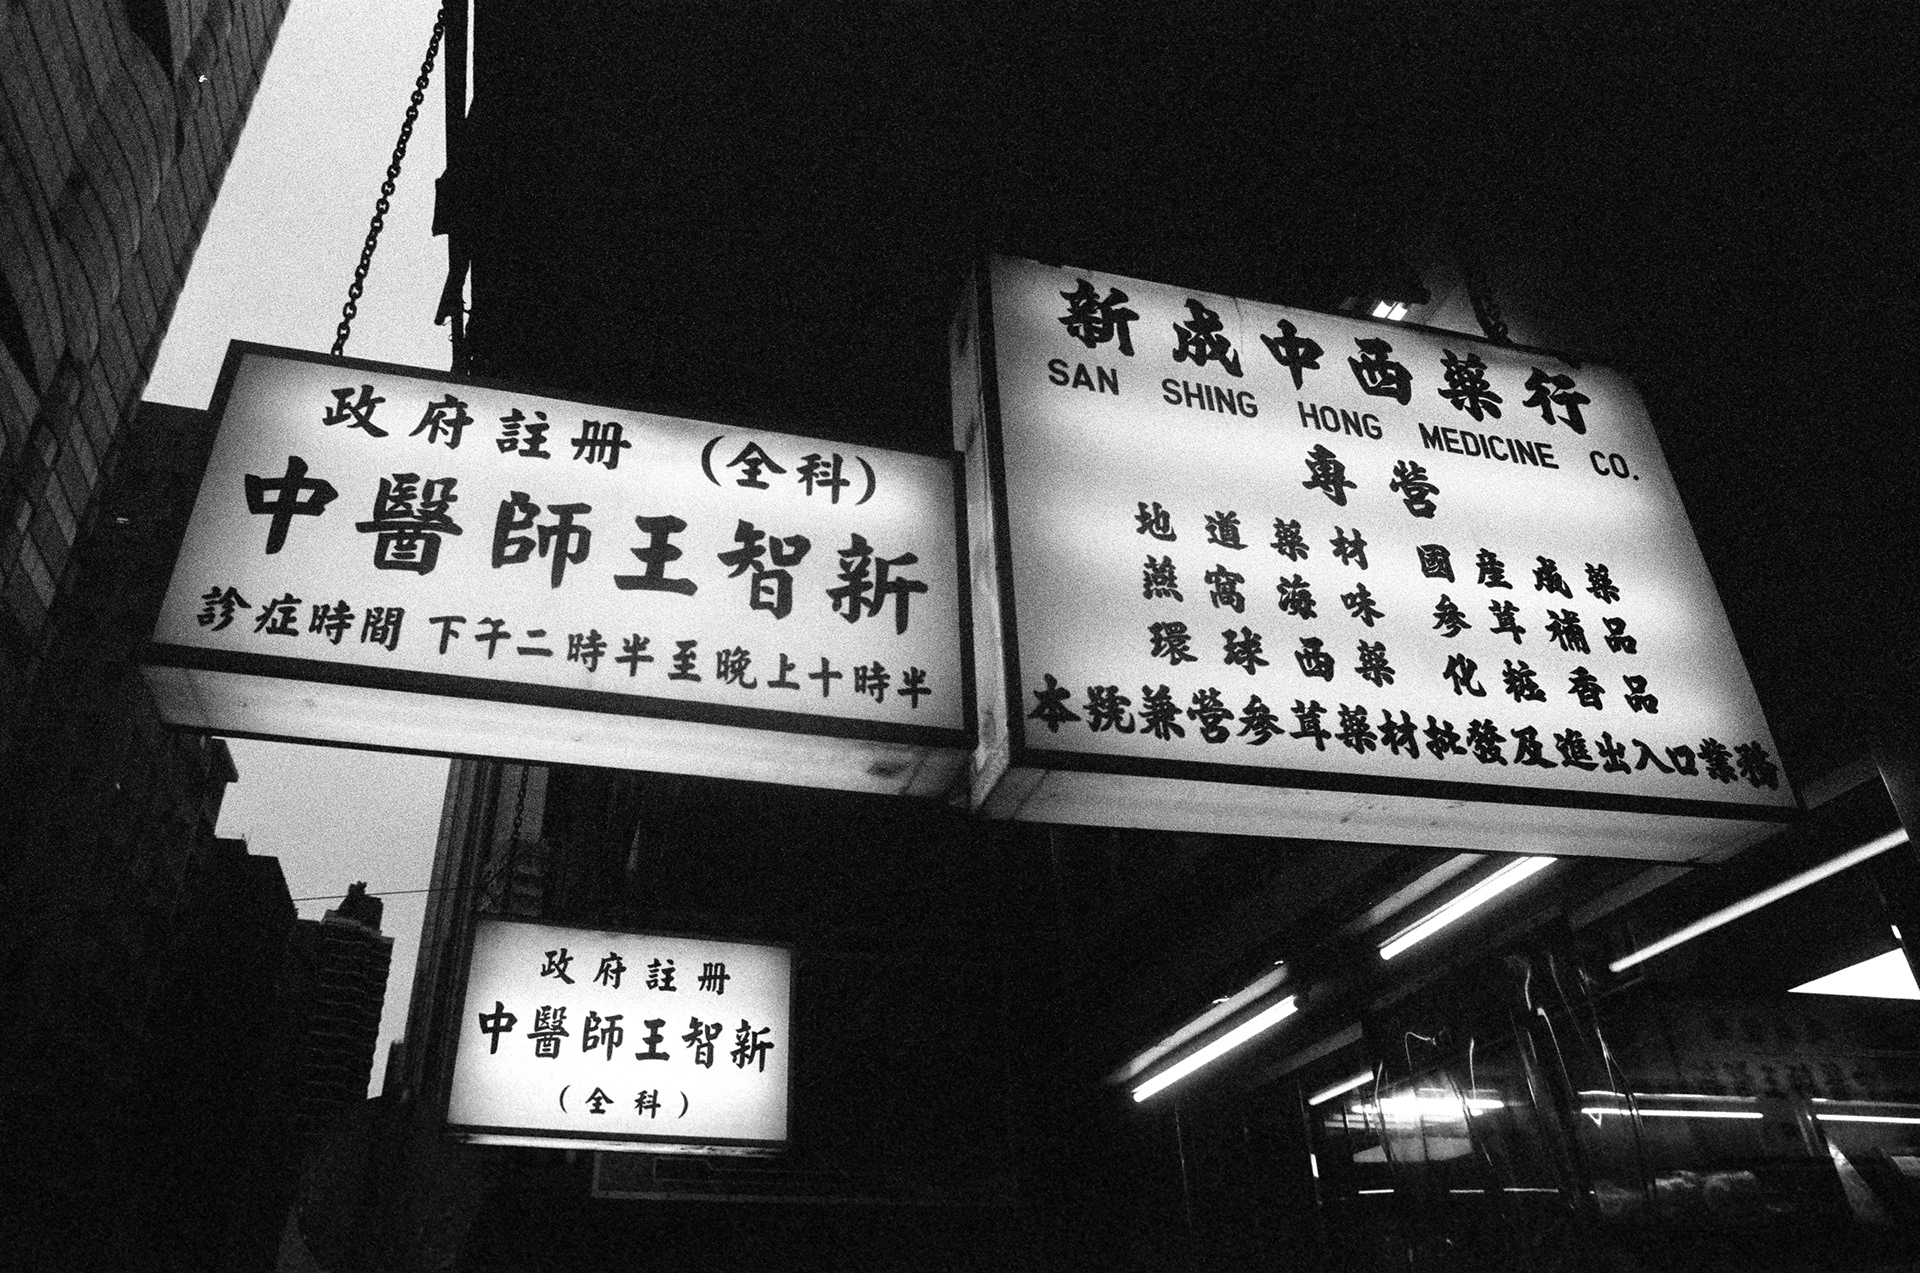 政府註册 (全科)
中醫師王智新
診症時間 下午二時半至晚上十時半
新成中西藥行
SAN SHING HONG MEDICINE CO.
專營
地道藥材 國產成藥
燕窩海味 參茸補品
環球西藥 化粧香品
本號兼營參茸藥材批發及進出入口業務
政府註册
中醫師王智新
(全科)